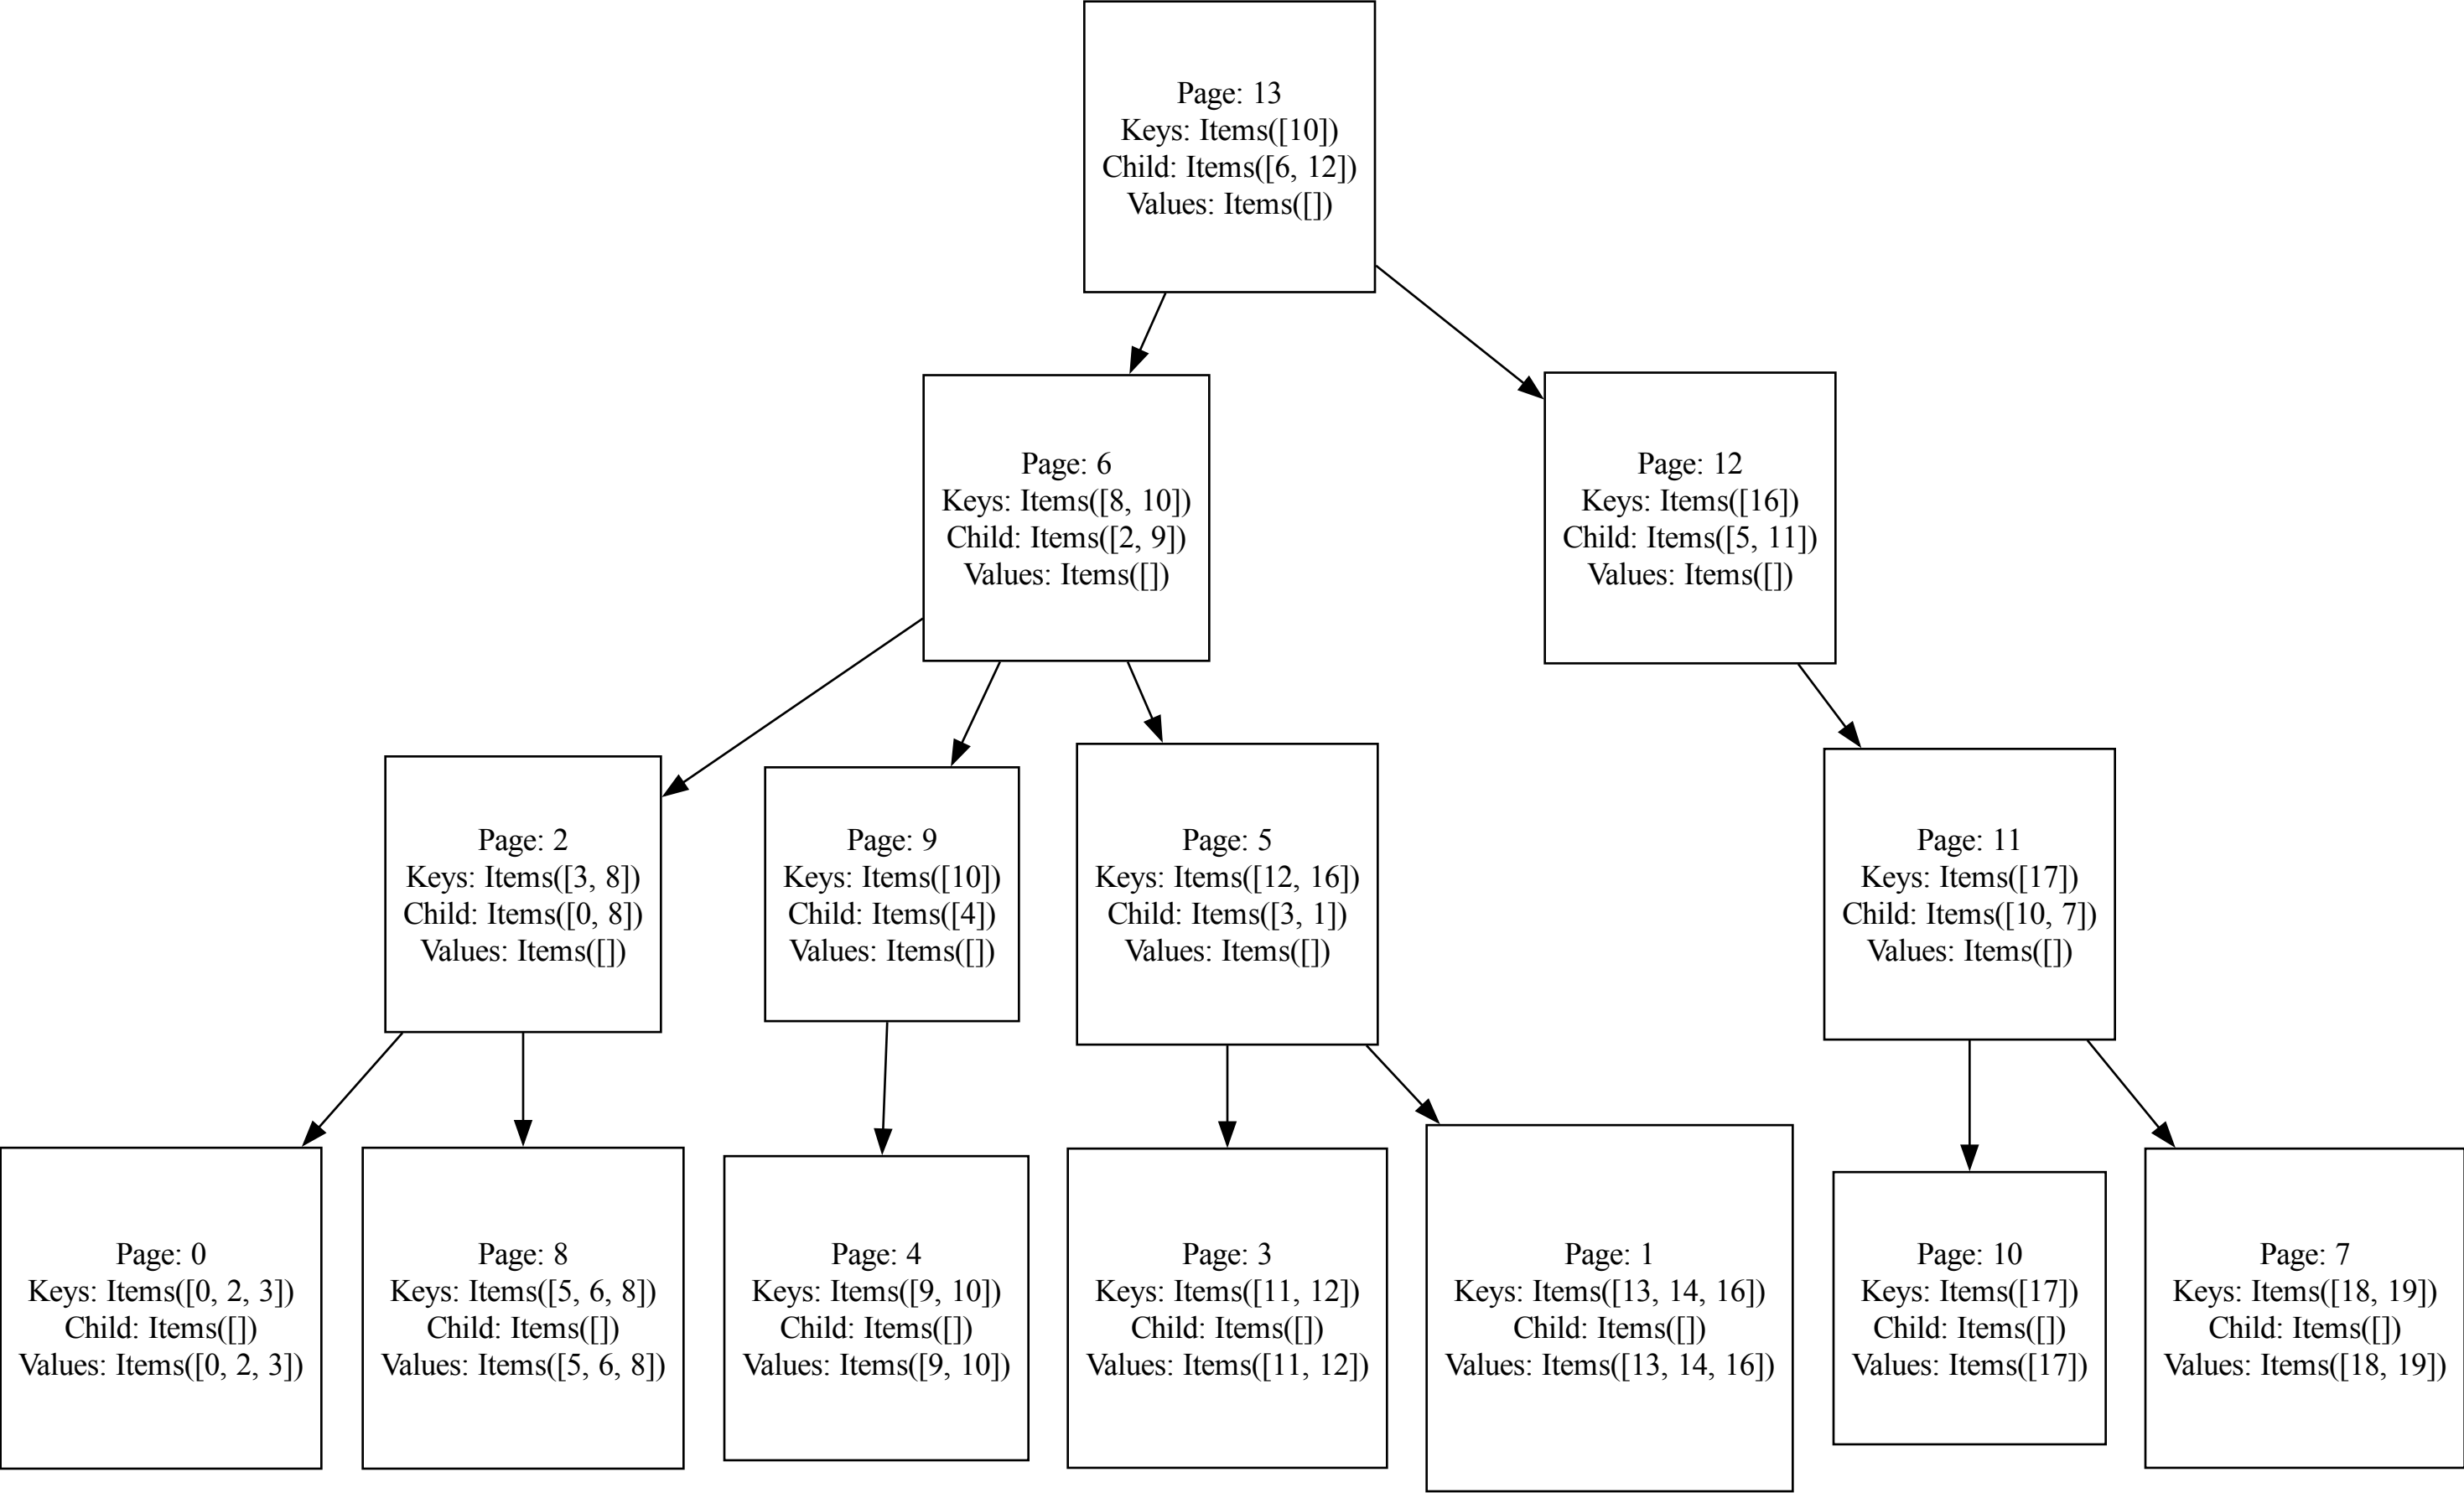 Page: 13
Keys: Items([10])
Child: Items([6, 12])
Values: Items([])
Page: 6
Keys: Items([8, 10])
Child: Items([2, 9])
Values: Items([])
Page: 12
Keys: Items([16])
Child: Items([5, 11])
Values: Items([])
Page: 2
Keys: Items([3, 8])
Child: Items([0, 8])
Values: Items([])
Page: 9
Keys: Items([10])
Child: Items([4])
Values: Items([])
Page: 5
Keys: Items([12, 16])
Child: Items([3, 1])
Values: Items([])
Page: 11
Keys: Items([17])
Child: Items([10, 7])
Values: Items([])
Page: 0
Keys: Items([0, 2, 3])
Child: Items([])
Values: Items([0, 2, 3])
Page: 8
Keys: Items([5, 6, 8])
Child: Items([])
Values: Items([5, 6, 8])
Page: 4
Keys: Items([9, 10])
Child: Items([])
Values: Items([9, 10])
Page: 3
Keys: Items([11, 12])
Child: Items([])
Values: Items([11, 12])
Page: 1
Keys: Items([13, 14, 16])
Child: Items([])
Values: Items([13, 14, 16])
Page: 10
Keys: Items([17])
Child: Items([])
Values: Items([17])
Page: 7
Keys: Items([18, 19])
Child: Items([])
Values: Items([18, 19])